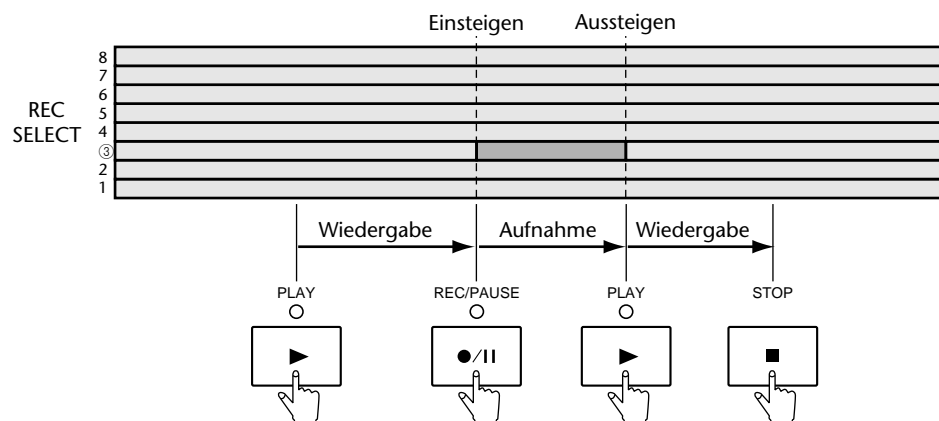 Einsteigen Aussteigen
8
7
6
REC SELECT
5
4
③
2
1
Wiedergabe Aufnahme Wiedergabe
PLAY REC/PAUSE PLAY STOP